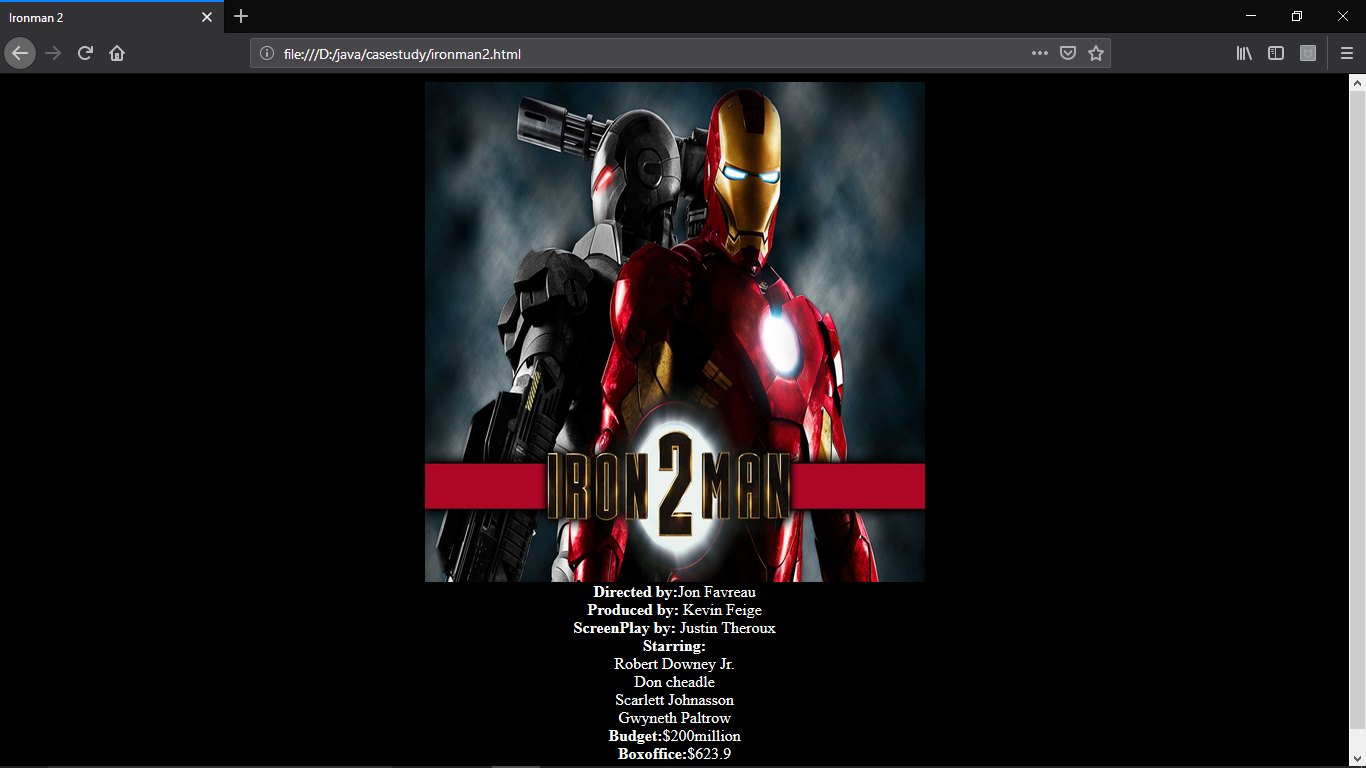 Ironman 2
file:///D:/java/casestudy/ironman2.html
IRON 2 MAN
Directed by:Jon Favreau
Produced by: Kevin Feige
ScreenPlay by: Justin Theroux
Starring:
Robert Downey Jr.
Don cheadle
Scarlett Johnasson
Gwyneth Paltrow
Budget:$200million
Boxoffice:$623.9